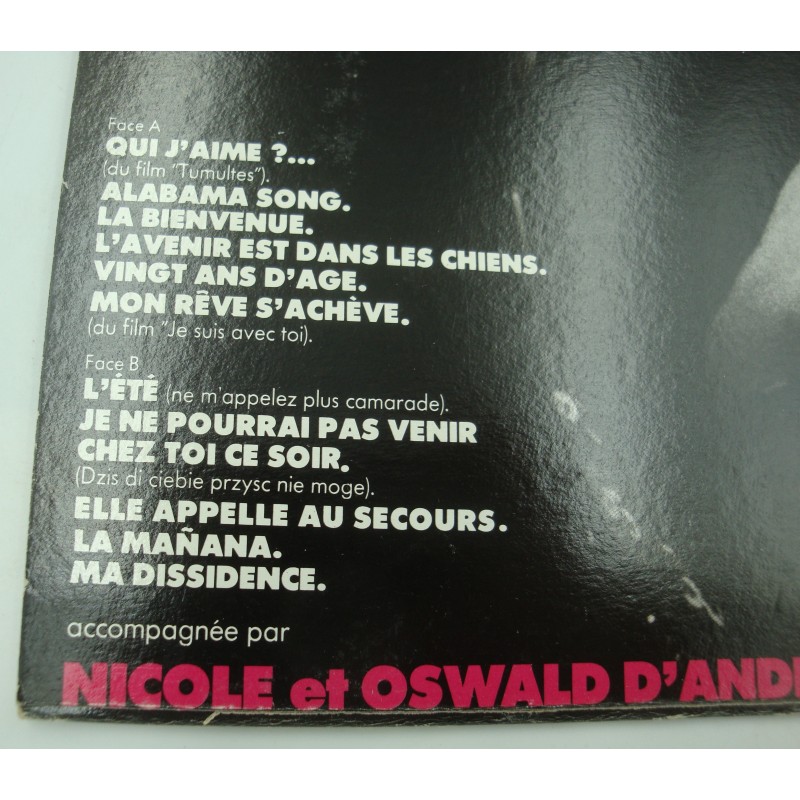 Face A
QUI J'AIME ?...
(du film "Tumultes").
ALABAMA SONG.
LA BIENVENUE.
L'AVENIR EST DANS LES CHIENS.
VINGT ANS D'AGE.
MON RÊVE S'ACHÈVE.
(du film "Je suis avec toi).
Face B
L'ÉTÉ (ne m'appelez plus camarade).
JE NE POURRAI PAS VENIR
CHEZ TOI CE SOIR.
(Dzis di ciebie przysc nie moge).
ELLE APPELLE AU SECOURS.
LA MAÑANA.
MA DISSIDENCE.
accompagnée par
NICOLE et OSWALD